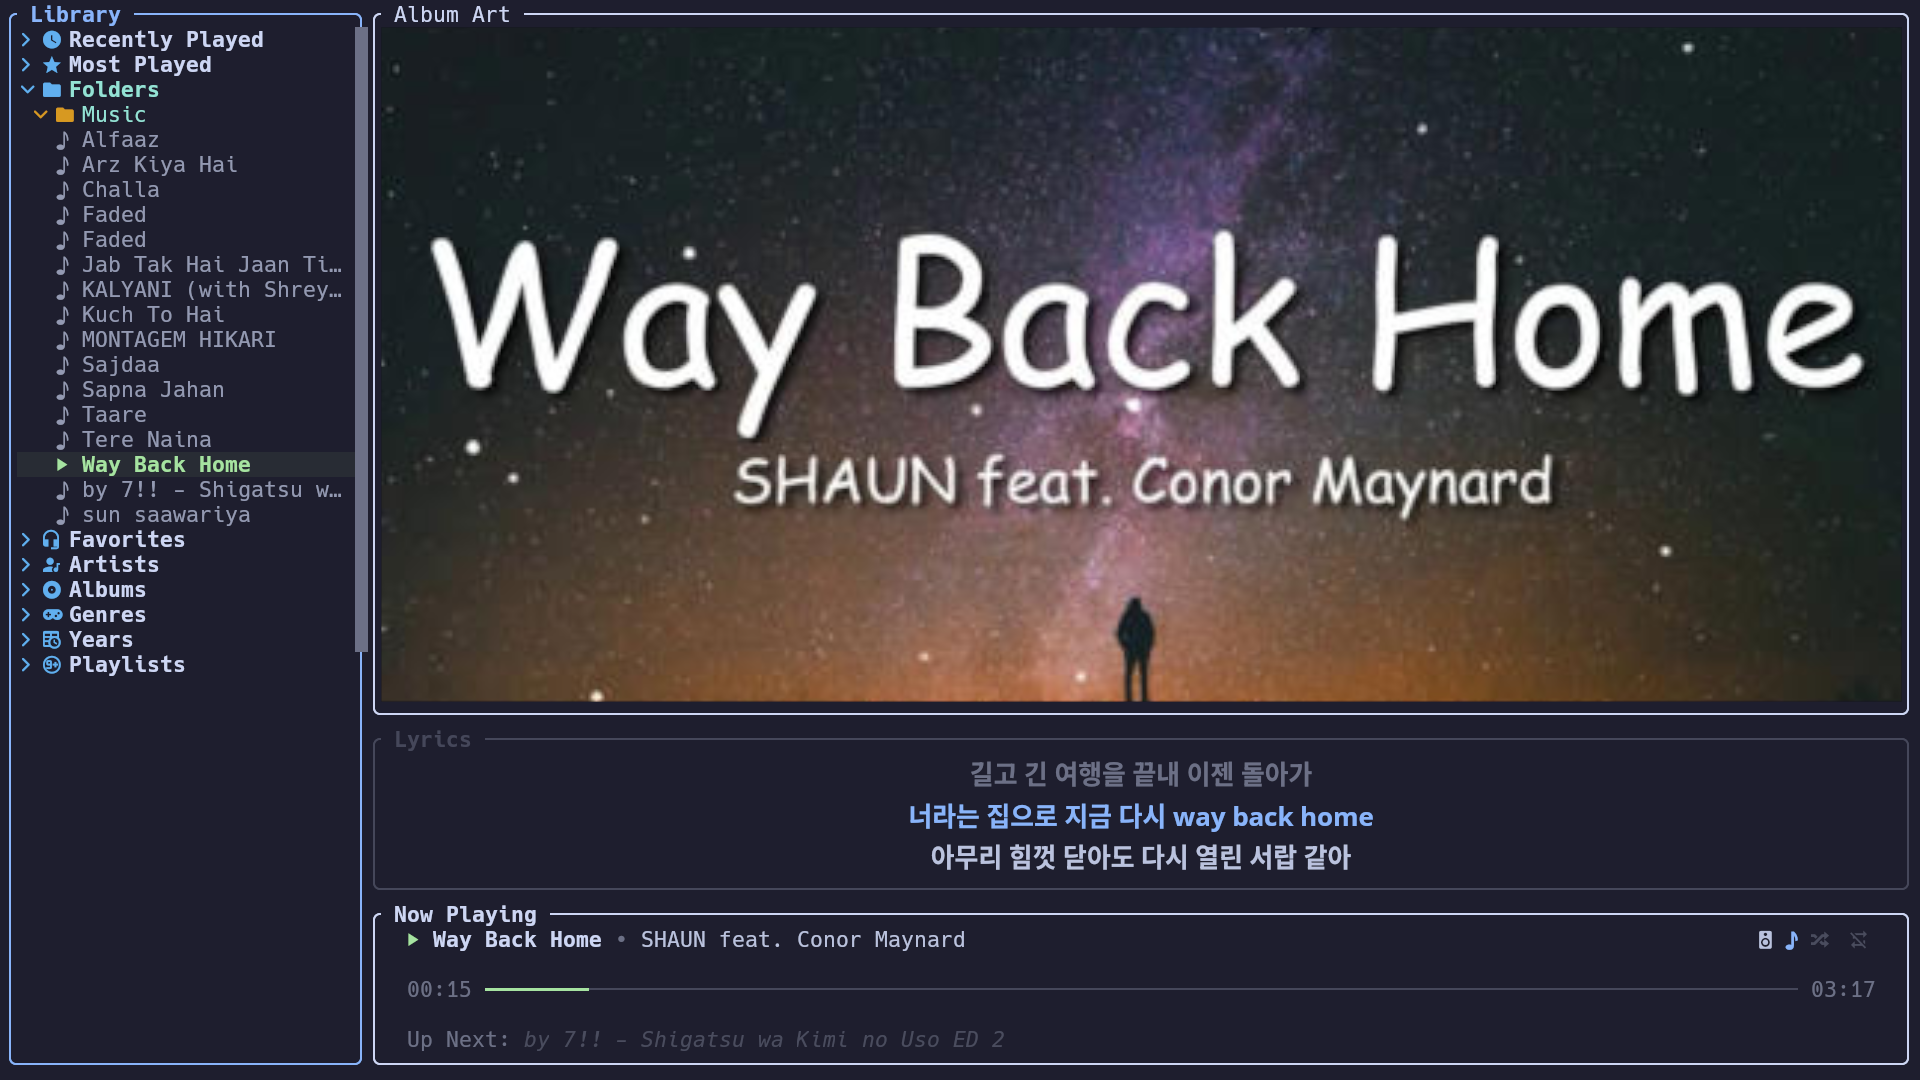 Library
Recently Played
Most Played
Folders
Music
Alfaaz
Arz Kiya Hai
Challa
Faded
Faded
Jab Tak Hai Jaan Ti…
KALYANI (with Shrey…
Kuch To Hai
MONTAGEM HIKARI
Sajdaa
Sapna Jahan
Taare
Tere Naina
Way Back Home
by 7!! – Shigatsu w…
sun saawariya
Favorites
Artists
Albums
Genres
Years
Playlists
Album Art
Way Back Home
SHAUN feat. Conor Maynard
Lyrics
길고 긴 여행을 끝내 이젠 돌아가
너라는 집으로 지금 다시 way back home
아무리 힘껏 닫아도 다시 열린 서랍 같아
Now Playing
Way Back Home • SHAUN feat. Conor Maynard
00:15 03:17
Up Next: by 7!! – Shigatsu wa Kimi no Uso ED 2